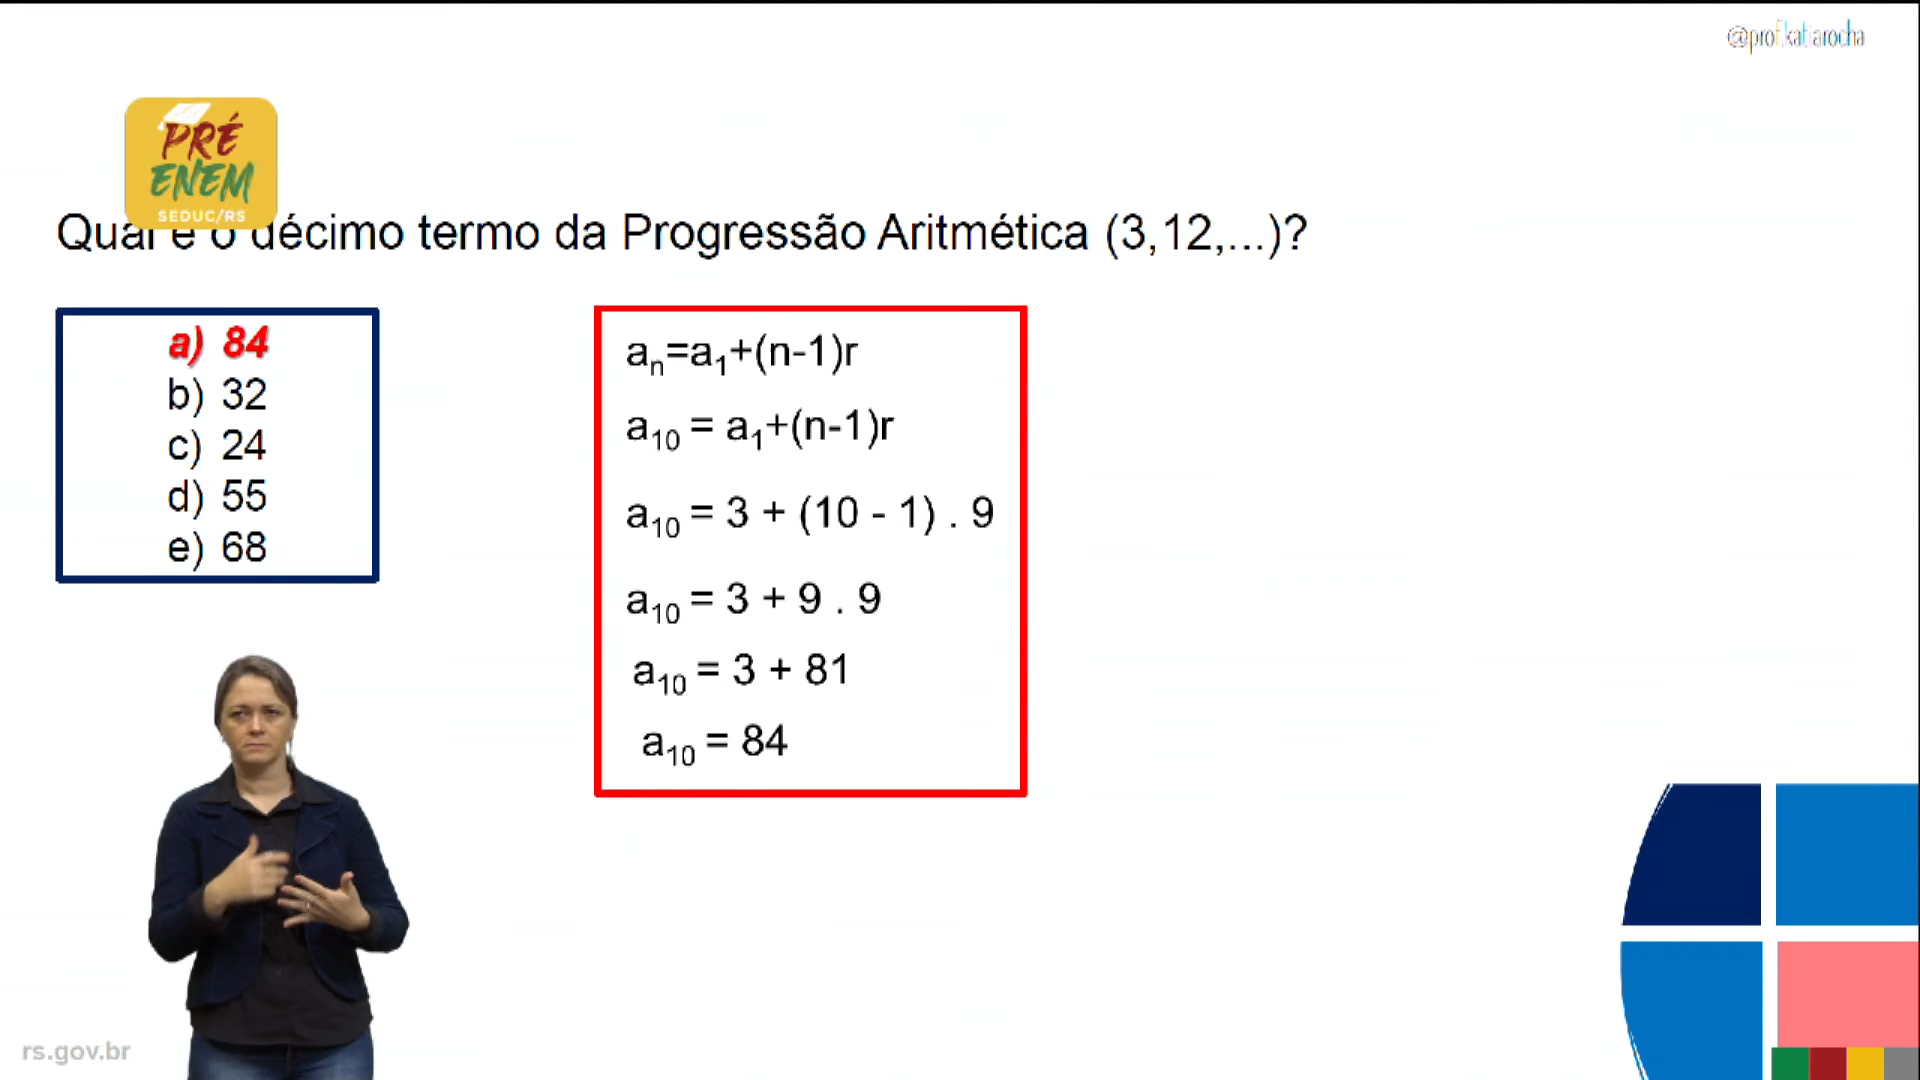 @prof.katiarocha
PRÉ
ENEM
SEDUC/RS
Qual é o décimo termo da Progressão Aritmética (3,12,...)?
a) 84
b) 32
c) 24
d) 55
e) 68
aₙ=a₁+(n-1)r
a₁₀ = a₁+(n-1)r
a₁₀ = 3 + (10 - 1) . 9
a₁₀ = 3 + 9 . 9
a₁₀ = 3 + 81
a₁₀ = 84
rs.gov.br